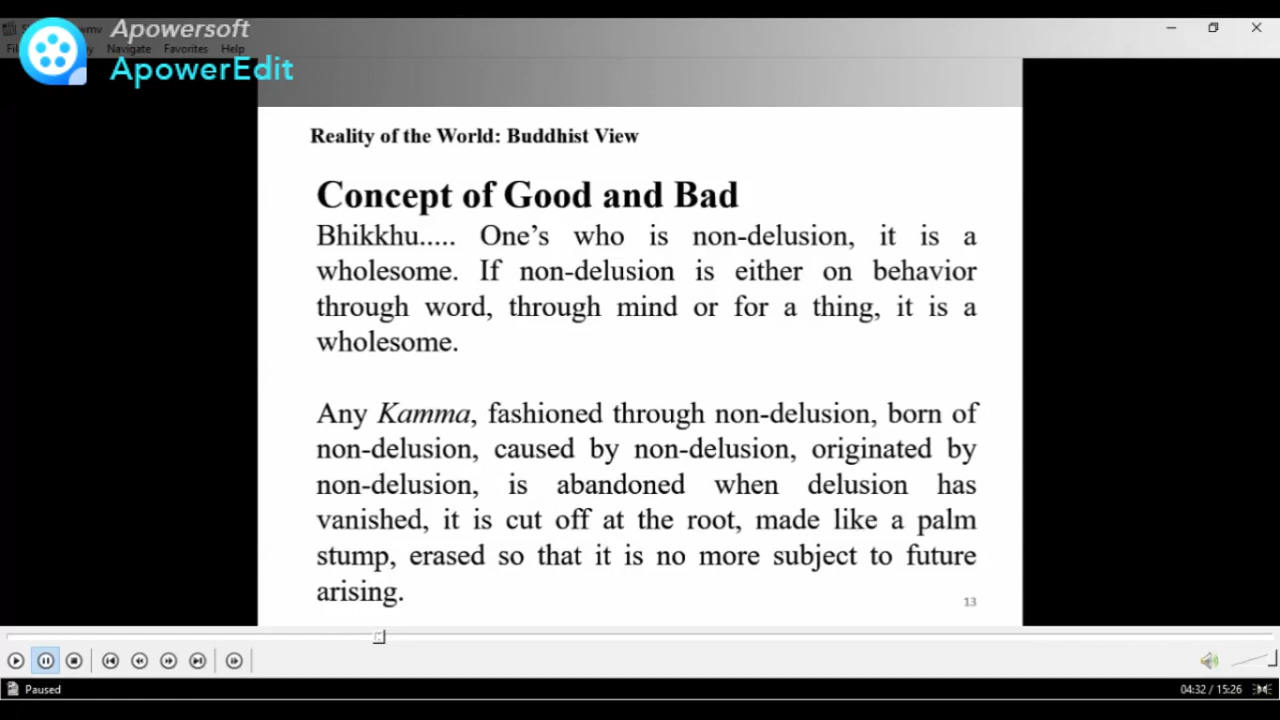 Apowersoft
ApowerEdit
Navigate Favorites Help
Reality of the World: Buddhist View
Concept of Good and Bad
Bhikkhu..... One’s who is non-delusion, it is a
wholesome. If non-delusion is either on behavior
through word, through mind or for a thing, it is a
wholesome.
Any Kamma, fashioned through non-delusion, born of
non-delusion, caused by non-delusion, originated by
non-delusion, is abandoned when delusion has
vanished, it is cut off at the root, made like a palm
stump, erased so that it is no more subject to future
arising.
13
Paused
04:32 / 15:26